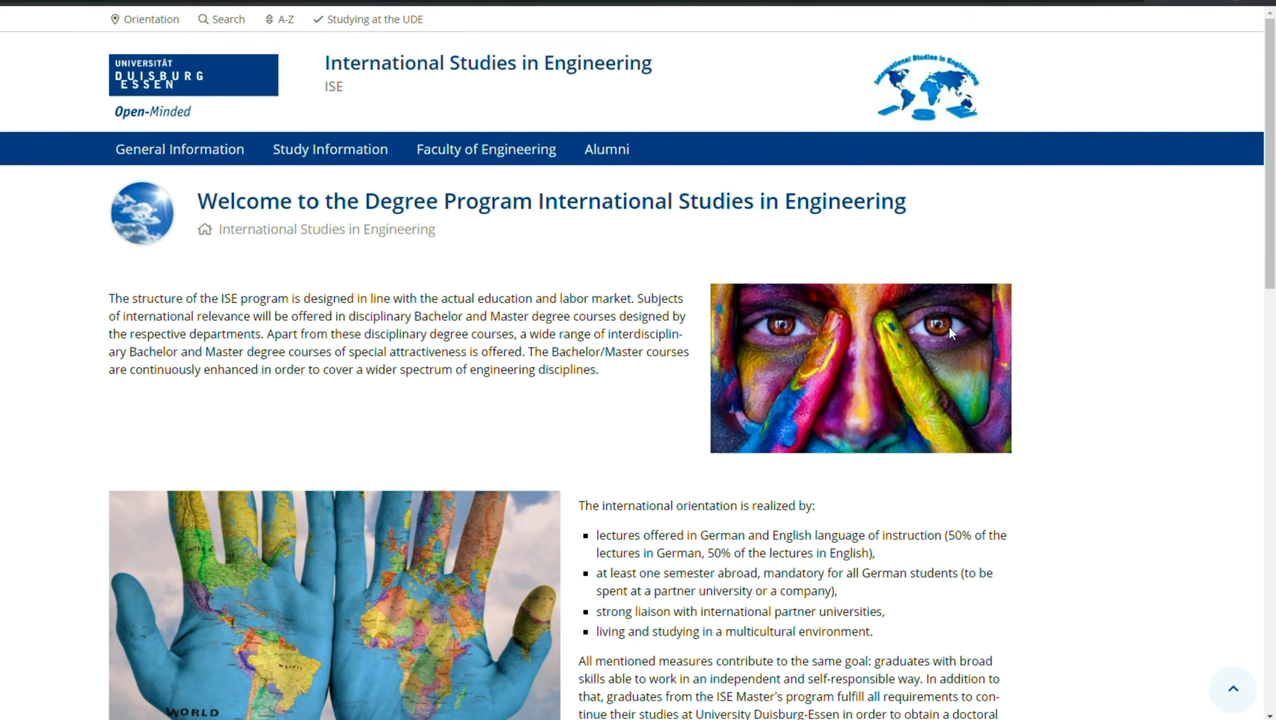 Orientation Search A-Z Studying at the UDE
UNIVERSITÄT
DUISBURG
ESSEN
Open-Minded
International Studies in Engineering
ISE
International Studies in Engineering
General Information Study Information Faculty of Engineering Alumni
Welcome to the Degree Program International Studies in Engineering
International Studies in Engineering
The structure of the ISE program is designed in line with the actual education and labor market. Subjects
of international relevance will be offered in disciplinary Bachelor and Master degree courses designed by
the respective departments. Apart from these disciplinary degree courses, a wide range of interdisciplin-
ary Bachelor and Master degree courses of special attractiveness is offered. The Bachelor/Master courses
are continuously enhanced in order to cover a wider spectrum of engineering disciplines.
The international orientation is realized by:
lectures offered in German and English language of instruction (50% of the
lectures in German, 50% of the lectures in English),
at least one semester abroad, mandatory for all German students (to be
spent at a partner university or a company),
strong liaison with international partner universities,
living and studying in a multicultural environment.
All mentioned measures contribute to the same goal: graduates with broad
skills able to work in an independent and self-responsible way. In addition to
that, graduates from the ISE Master's program fulfill all requirements to con-
tinue their studies at University Duisburg-Essen in order to obtain a doctoral
WORLD